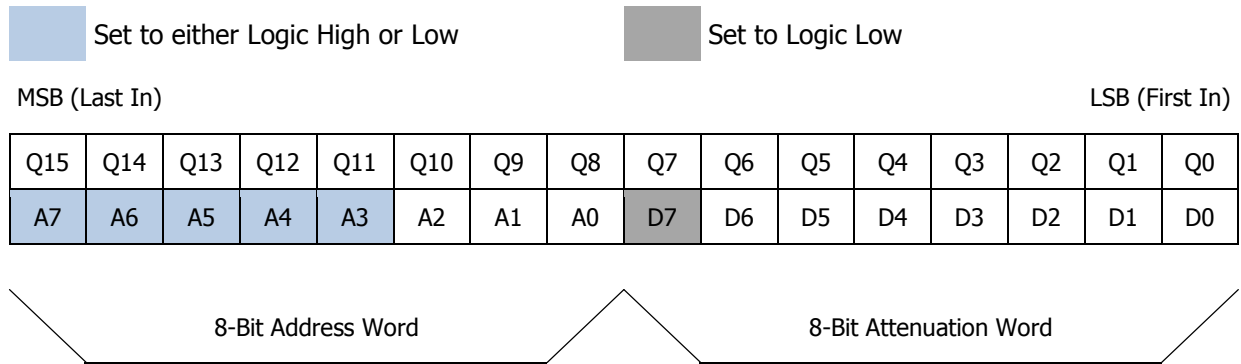 Set to either Logic High or Low Set to Logic Low
MSB (Last In) LSB (First In)
Q15 Q14 Q13 Q12 Q11 Q10 Q9 Q8 Q7 Q6 Q5 Q4 Q3 Q2 Q1 Q0
A7 A6 A5 A4 A3 A2 A1 A0 D7 D6 D5 D4 D3 D2 D1 D0
8-Bit Address Word 8-Bit Attenuation Word